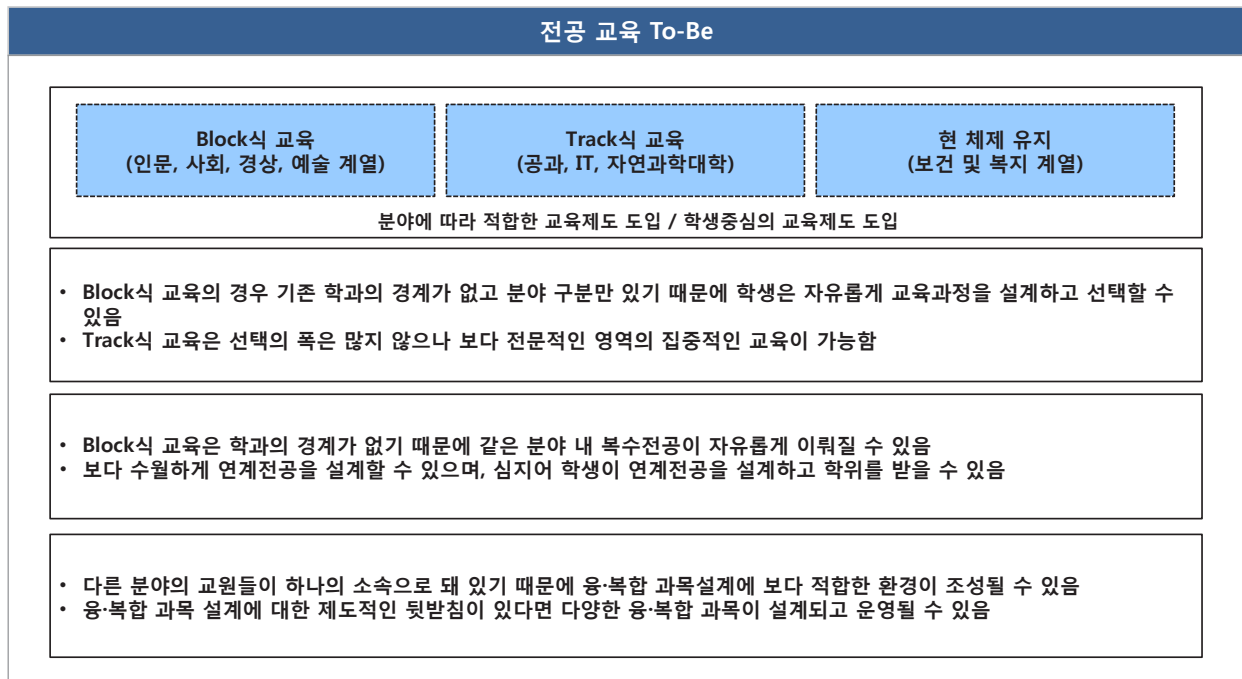 전공 교육 To-Be
Block식 교육
(인문, 사회, 경상, 예술 계열)
Track식 교육
(공과, IT, 자연과학대학)
현 체제 유지
(보건 및 복지 계열)
분야에 따라 적합한 교육제도 도입 / 학생중심의 교육제도 도입
• Block식 교육의 경우 기존 학과의 경계가 없고 분야 구분만 있기 때문에 학생은 자유롭게 교육과정을 설계하고 선택할 수
있음
• Track식 교육은 선택의 폭은 많지 않으나 보다 전문적인 영역의 집중적인 교육이 가능함
• Block식 교육은 학과의 경계가 없기 때문에 같은 분야 내 복수전공이 자유롭게 이뤄질 수 있음
• 보다 수월하게 연계전공을 설계할 수 있으며, 심지어 학생이 연계전공을 설계하고 학위를 받을 수 있음
• 다른 분야의 교원들이 하나의 소속으로 돼 있기 때문에 융·복합 과목설계에 보다 적합한 환경이 조성될 수 있음
• 융·복합 과목 설계에 대한 제도적인 뒷받침이 있다면 다양한 융·복합 과목이 설계되고 운영될 수 있음